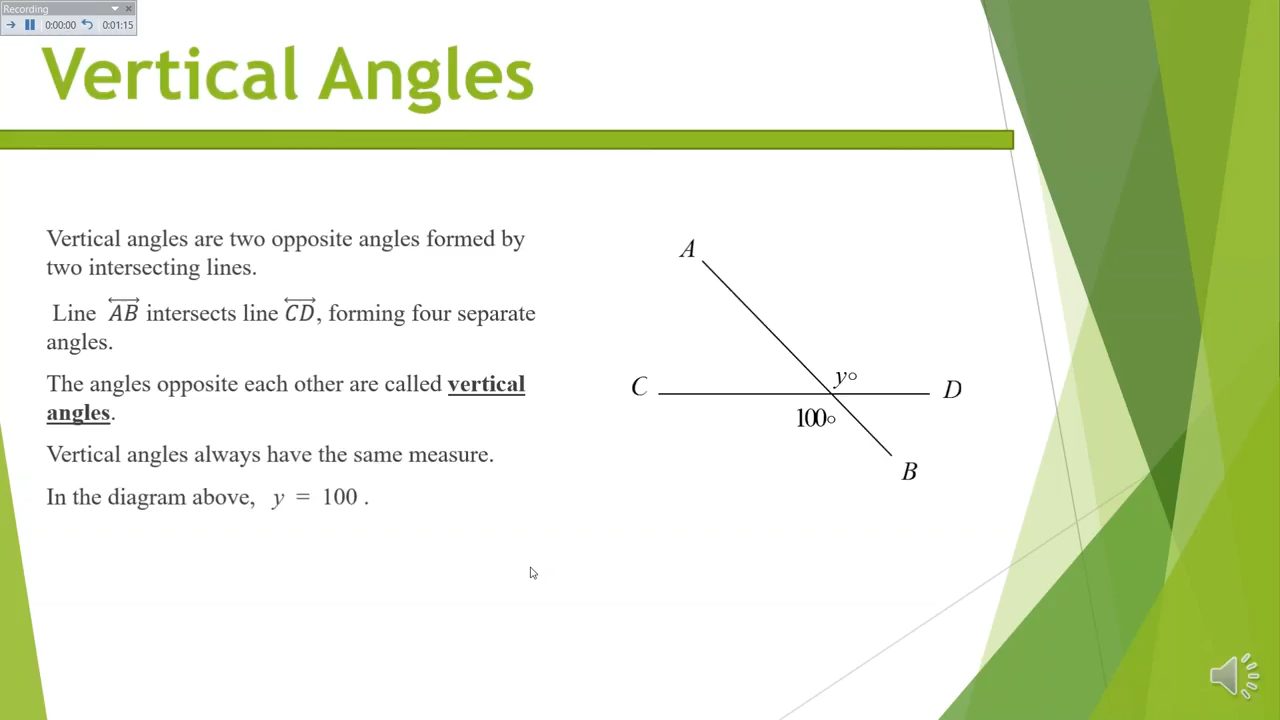 Recording
0:00:00 0:01:15
Vertical Angles
Vertical angles are two opposite angles formed by
two intersecting lines.
Line AB intersects line CD, forming four separate
angles.
The angles opposite each other are called vertical
angles.
Vertical angles always have the same measure.
In the diagram above, y = 100 .
A
y°
C
D
100°
B